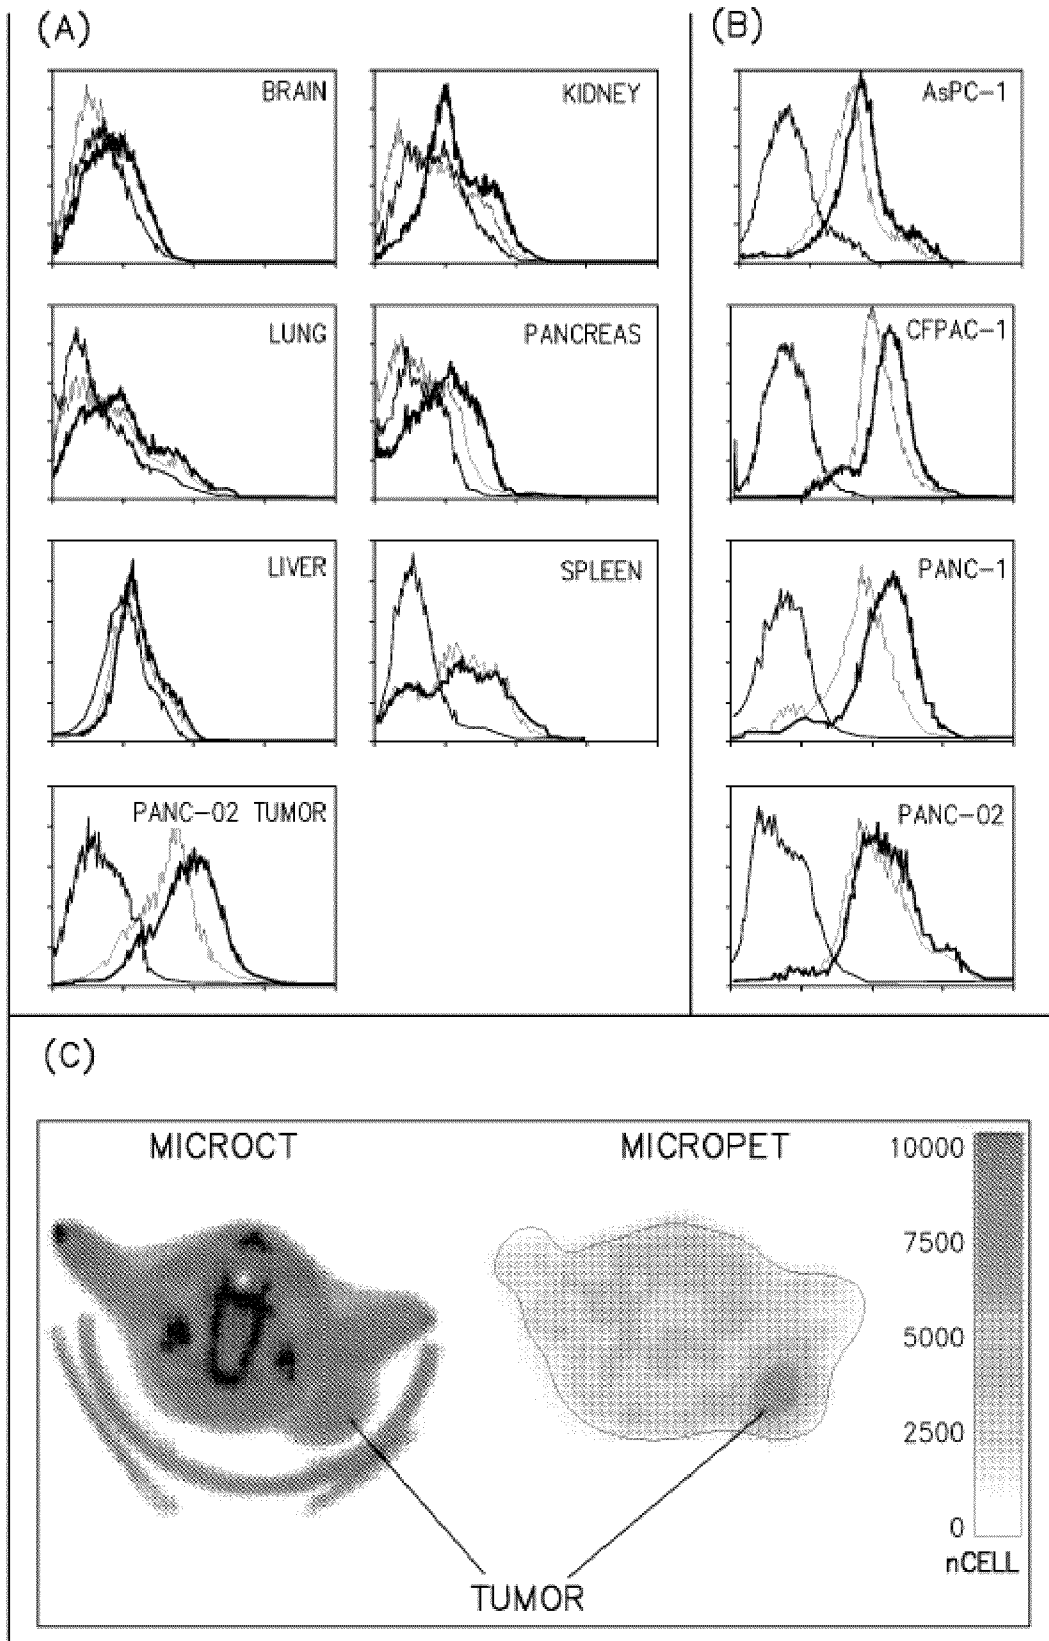 (A)
(B)
BRAIN
KIDNEY
AsPC-1
LUNG
PANCREAS
CFPAC-1
LIVER
SPLEEN
PANC-1
PANC-02 TUMOR
PANC-02
(C)
MICROCT
MICROPET
10000
7500
5000
2500
0
nCELL
TUMOR